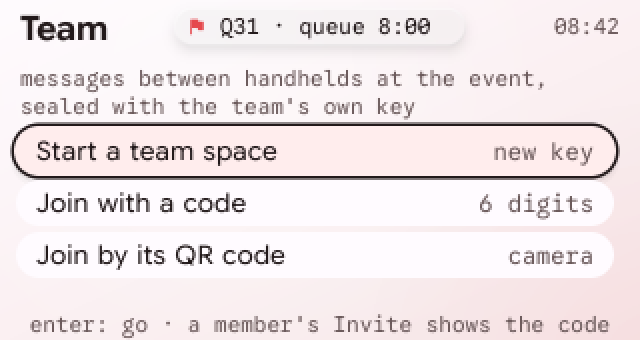 Team
Q31 · queue 8:00
08:42
messages between handhelds at the event,
sealed with the team's own key
Start a team space new key
Join with a code 6 digits
Join by its QR code camera
enter: go · a member's Invite shows the code